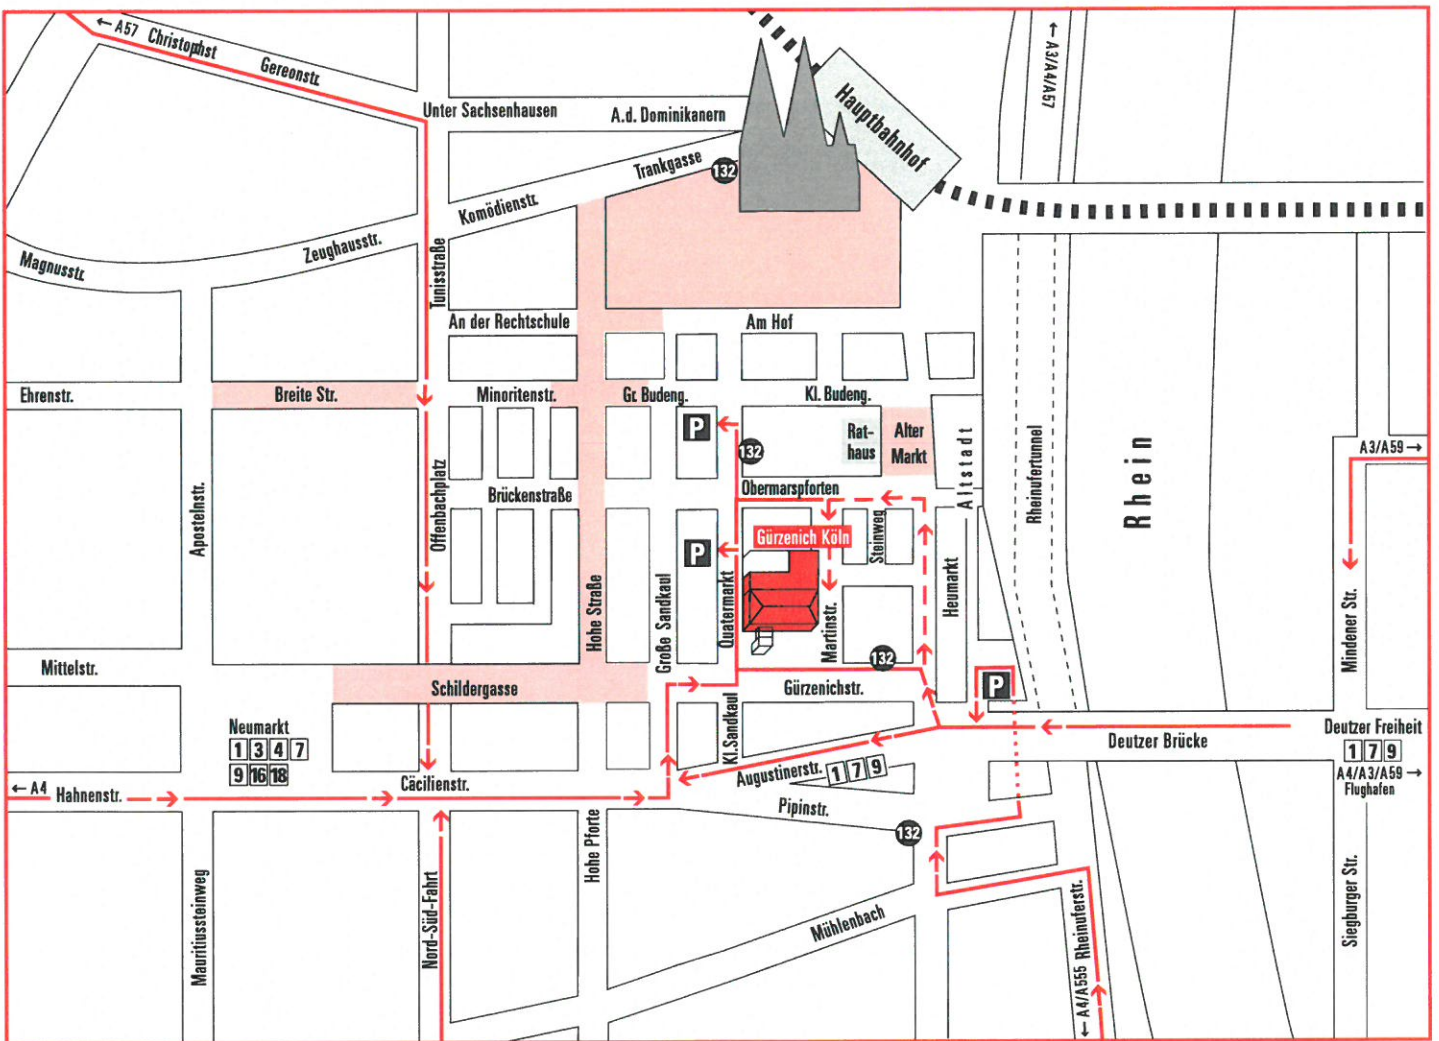 ← A57 Christophst
Gereonstr.
Unter Sachsenhausen
A.d. Dominikanern
Hauptbahnhof
← A3/A4/A57
Trankgasse
132
Komödienstr.
Zeughausstr.
Magnusstr.
Tunisstraße
An der Rechtschule
Am Hof
Ehrenstr.
Breite Str.
Minoritenstr.
Gr. Budeng.
Kl. Budeng.
P
132
Rat-
haus
Alter
Markt
Altstadt
Rheinufertunnel
Rhein
A3/A59 →
Apostelnstr.
Offenbachplatz
Brückenstraße
Obermarspforten
Gürzenich Köln
Steinweg
P
Hohe Straße
Große Sandkaul
Quatermarkt
Martinstr.
Heumarkt
Mindener Str.
132
Mittelstr.
Schildergasse
Gürzenichstr.
P
Neumarkt
1 3 4 7
9 16 18
Kl.Sandkaul
Deutzer Brücke
Deutzer Freiheit
1 7 9
A4/A3/A59 →
Flughafen
← A4
Hahnenstr.
Cäcilienstr.
Augustinerstr.
1 7 9
Pipinstr.
132
Hohe Pforte
Mauritiussteinweg
Nord-Süd-Fahrt
Mühlenbach
← A4/A555 Rheinuferstr.
Siegburger Str.